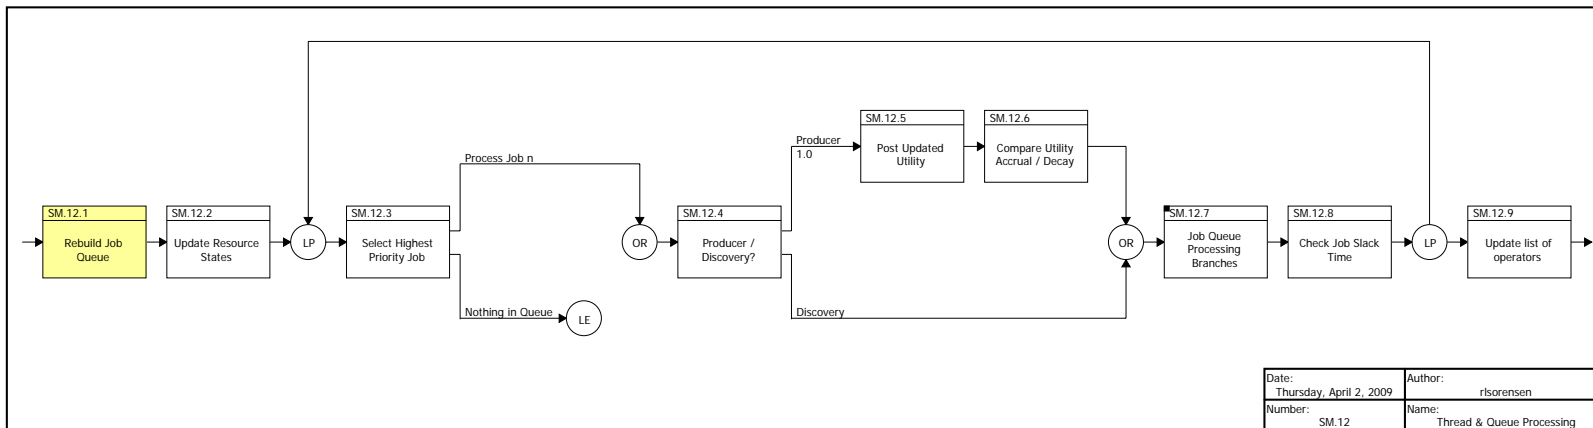 SM.12.1
Rebuild Job
Queue
SM.12.2
Update Resource
States
LP
SM.12.3
Select Highest
Priority Job
Process Job n
Nothing in Queue
LE
OR
SM.12.4
Producer /
Discovery?
Producer
1.0
Discovery
SM.12.5
Post Updated
Utility
SM.12.6
Compare Utility
Accrual / Decay
OR
SM.12.7
Job Queue
Processing
Branches
SM.12.8
Check Job Slack
Time
LP
SM.12.9
Update list of
operators
Date:
Thursday, April 2, 2009
Author:
rlsorensen
Number:
SM.12
Name:
Thread & Queue Processing